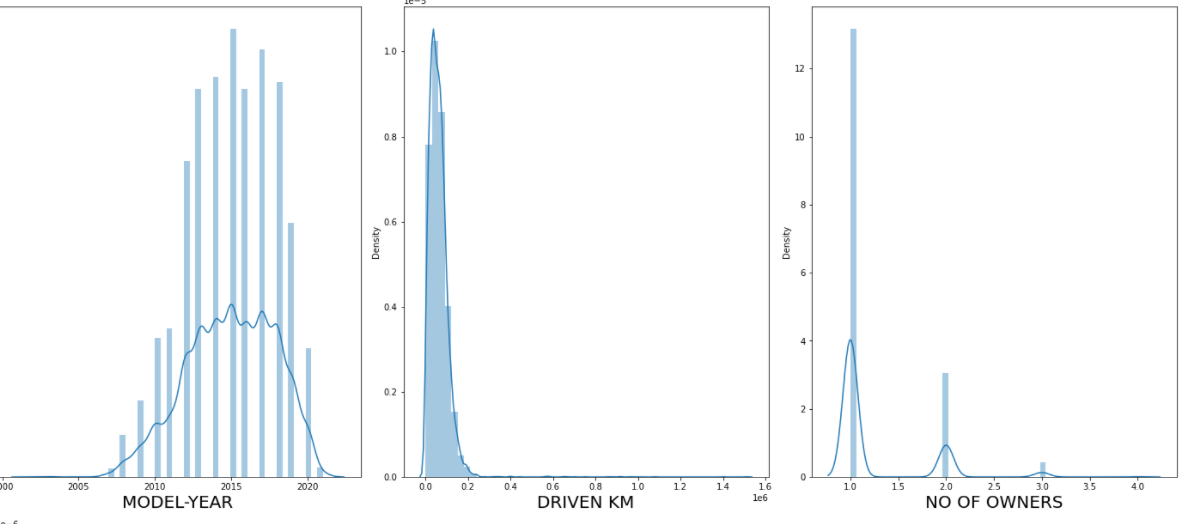 1e−5
1.0
0.8
0.6
0.4
0.2
0.0
Density
12
10
8
6
4
2
0
Density
2005 2010 2015 2020
0.0 0.2 0.4 0.6 0.8 1.0 1.2 1.4 1.6
1e6
1.0 1.5 2.0 2.5 3.0 3.5 4.0
MODEL-YEAR
DRIVEN KM
NO OF OWNERS